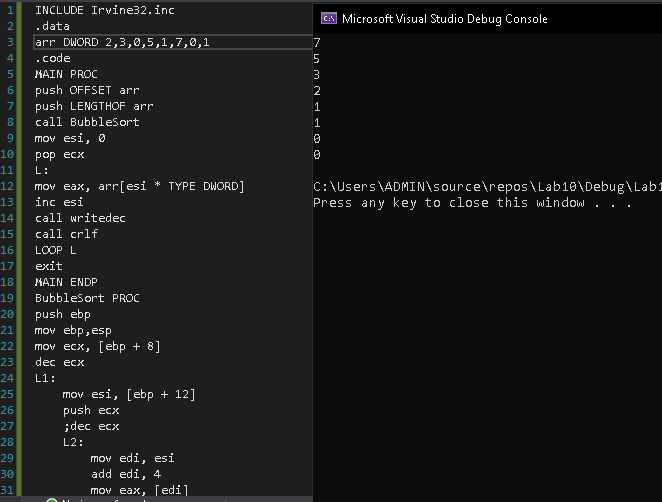 1 INCLUDE Irvine32.inc
2 .data
3 arr DWORD 2,3,0,5,1,7,0,1
4 .code
5 MAIN PROC
6 push OFFSET arr
7 push LENGTHOF arr
8 call BubbleSort
9 mov esi, 0
10 pop ecx
11 L:
12 mov eax, arr[esi * TYPE DWORD]
13 inc esi
14 call writedec
15 call crlf
16 LOOP L
17 exit
18 MAIN ENDP
19 BubbleSort PROC
20 push ebp
21 mov ebp,esp
22 mov ecx, [ebp + 8]
23 dec ecx
24 L1:
25 mov esi, [ebp + 12]
26 push ecx
27 ;dec ecx
28 L2:
29 mov edi, esi
30 add edi, 4
31 mov eax, [edi]
Microsoft Visual Studio Debug Console
7
5
3
2
1
1
0
0
C:\Users\ADMIN\source\repos\Lab10\Debug\Lab1
Press any key to close this window . . .